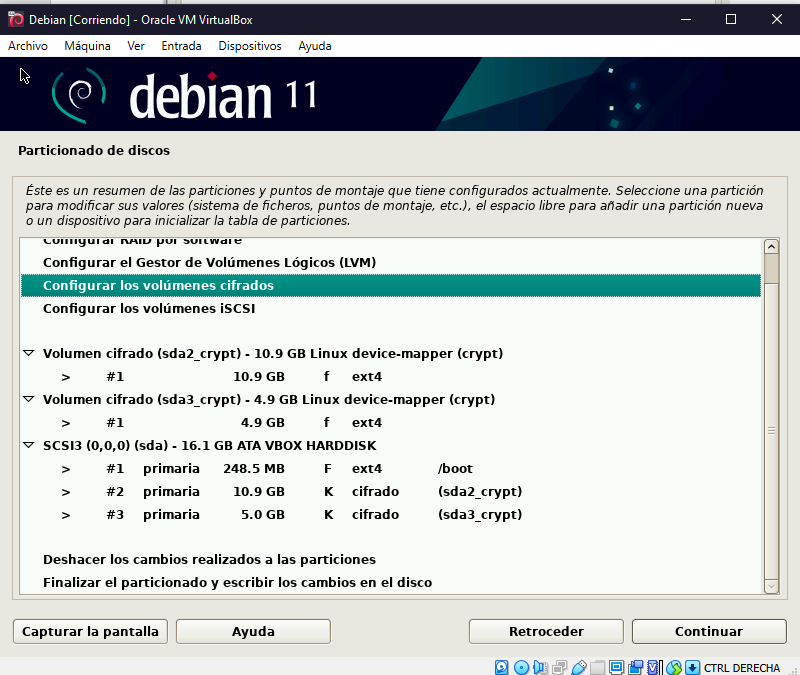 Debian [Corriendo] - Oracle VM VirtualBox
Archivo Máquina Ver Entrada Dispositivos Ayuda
debian 11
Particionado de discos
Éste es un resumen de las particiones y puntos de montaje que tiene configurados actualmente. Seleccione una partición
para modificar sus valores (sistema de ficheros, puntos de montaje, etc.), el espacio libre para añadir una partición nueva
o un dispositivo para inicializar la tabla de particiones.
Configurar RAID por software
Configurar el Gestor de Volúmenes Lógicos (LVM)
Configurar los volúmenes cifrados
Configurar los volúmenes iSCSI
Volumen cifrado (sda2_crypt) - 10.9 GB Linux device-mapper (crypt)
> #1 10.9 GB f ext4
Volumen cifrado (sda3_crypt) - 4.9 GB Linux device-mapper (crypt)
> #1 4.9 GB f ext4
SCSI3 (0,0,0) (sda) - 16.1 GB ATA VBOX HARDDISK
> #1 primaria 248.5 MB F ext4 /boot
> #2 primaria 10.9 GB K cifrado (sda2_crypt)
> #3 primaria 5.0 GB K cifrado (sda3_crypt)
Deshacer los cambios realizados a las particiones
Finalizar el particionado y escribir los cambios en el disco
Capturar la pantalla Ayuda Retroceder Continuar
CTRL DERECHA